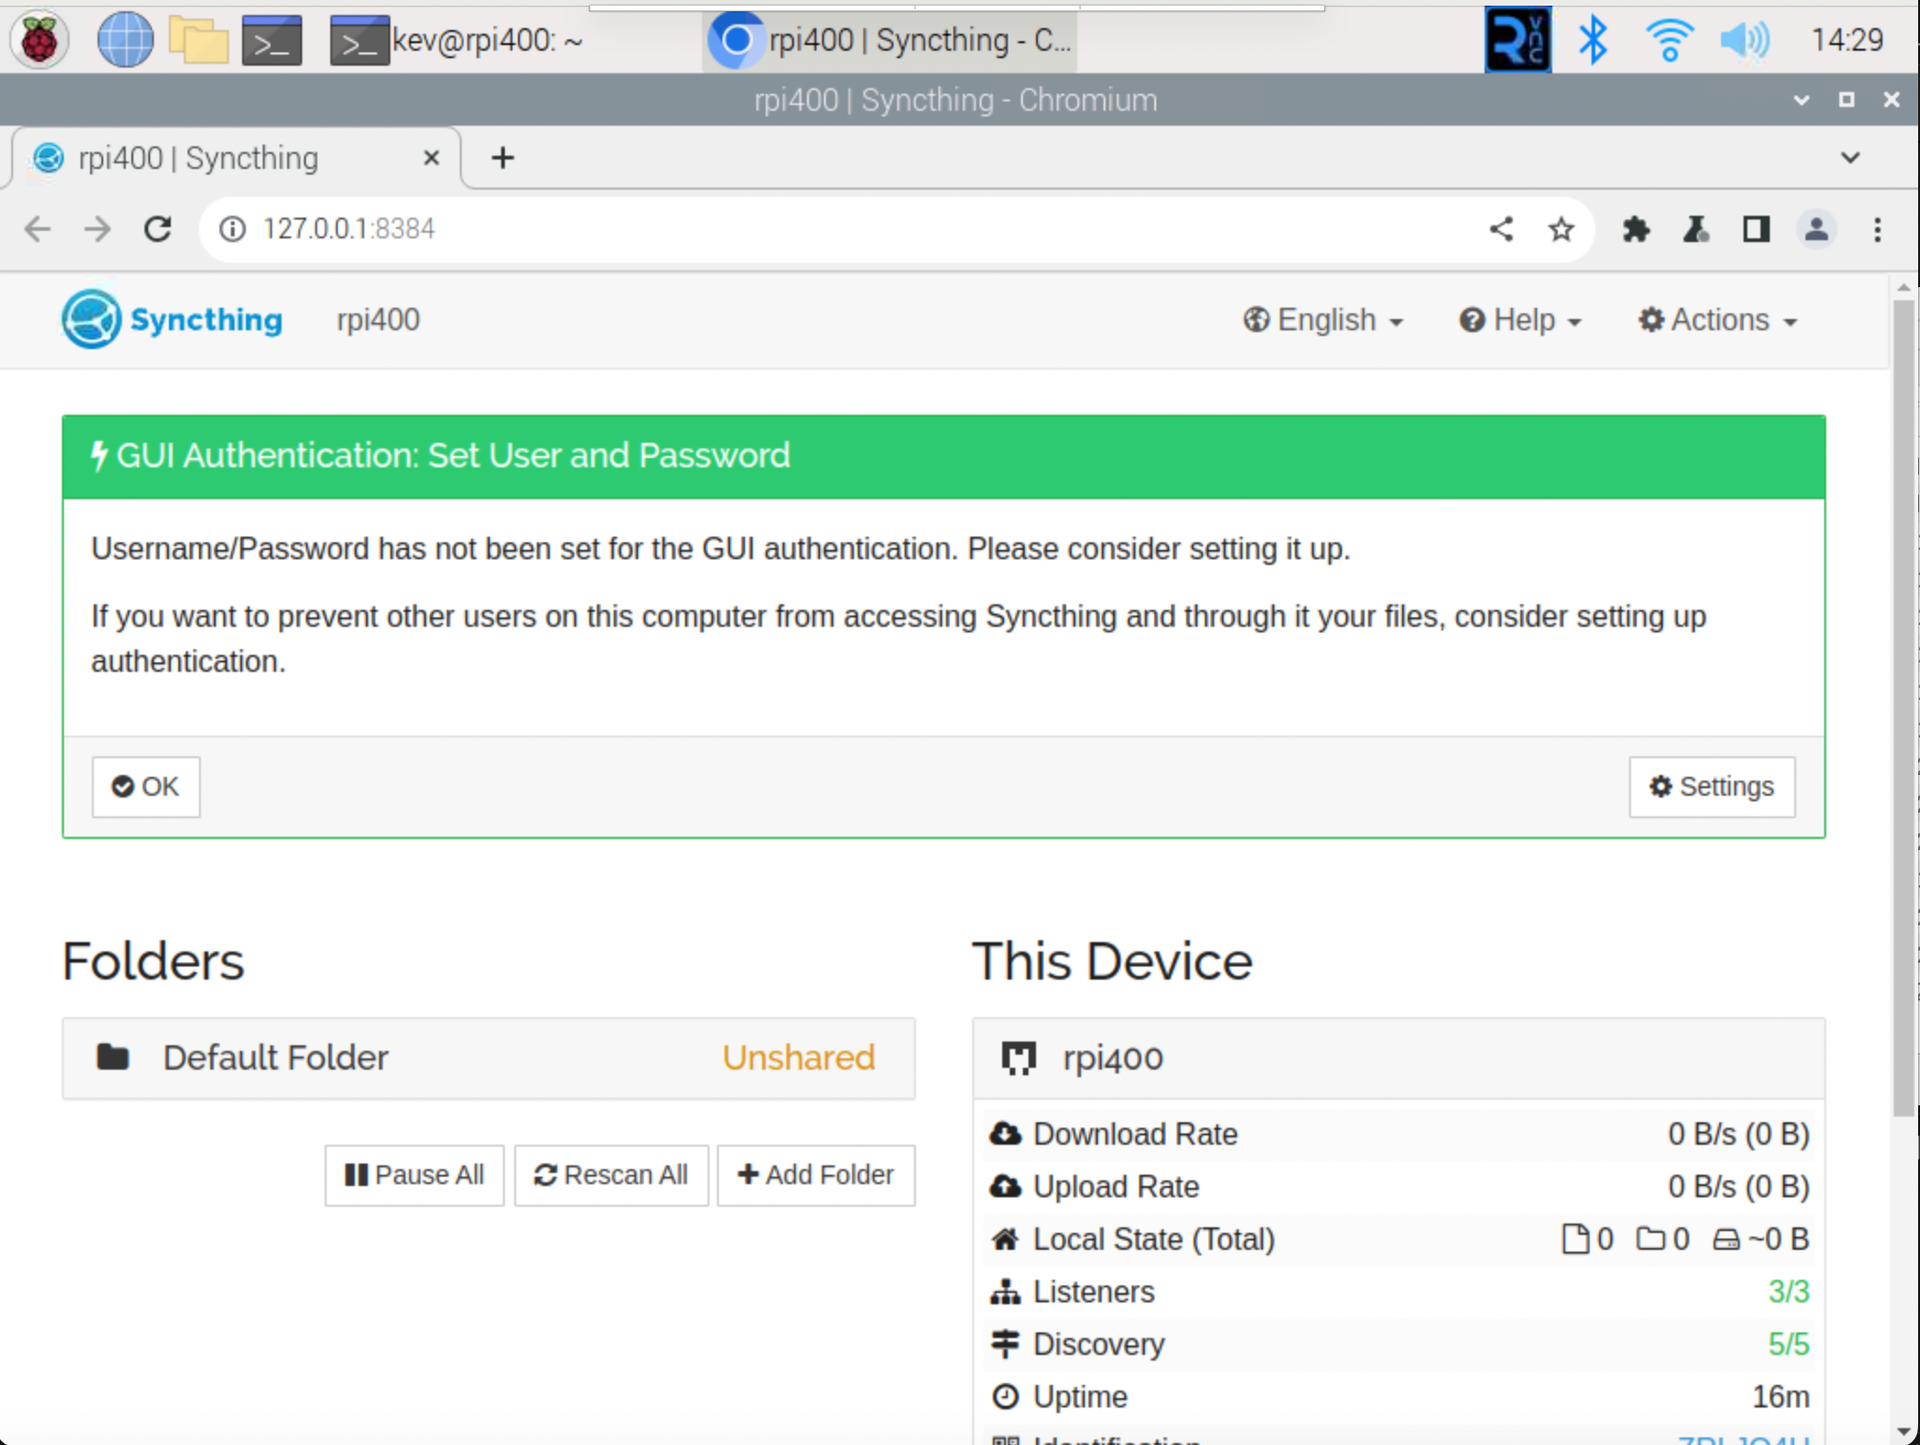 kev@rpi400: ~
rpi400 | Syncthing - C...
14:29
rpi400 | Syncthing - Chromium
rpi400 | Syncthing
127.0.0.1:8384
Syncthing
rpi400
English
Help
Actions
GUI Authentication: Set User and Password
Username/Password has not been set for the GUI authentication. Please consider setting it up.
If you want to prevent other users on this computer from accessing Syncthing and through it your files, consider setting up
authentication.
OK
Settings
Folders
Default Folder
Unshared
Pause All
Rescan All
Add Folder
This Device
rpi400
Download Rate
0 B/s (0 B)
Upload Rate
0 B/s (0 B)
Local State (Total)
0 0 ~0 B
Listeners
3/3
Discovery
5/5
Uptime
16m
Identification